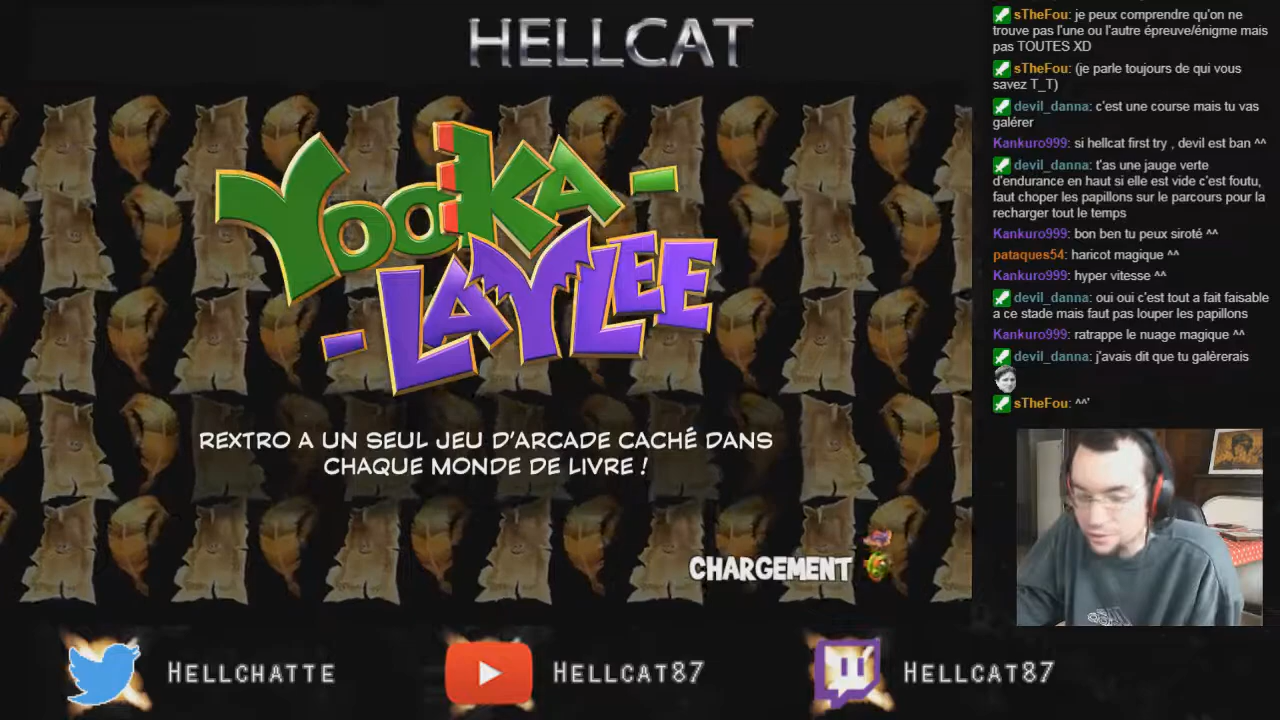 HELLCAT
YOOKA-
-LAYLEE
REXTRO A UN SEUL JEU D'ARCADE CACHÉ DANS
CHAQUE MONDE DE LIVRE !
CHARGEMENT
sTheFou: je peux comprendre qu'on ne
trouve pas l'une ou l'autre épreuve/énigme mais
pas TOUTES XD
sTheFou: (je parle toujours de qui vous
savez T_T)
devil_danna: c'est une course mais tu vas
galérer
Kankuro999: si hellcat first try , devil est ban ^^
devil_danna: t'as une jauge verte
d'endurance en haut si elle est vide c'est foutu,
faut choper les papillons sur le parcours pour la
recharger tout le temps
Kankuro999: bon ben tu peux siroté ^^
pataques54: haricot magique ^^
Kankuro999: hyper vitesse ^^
devil_danna: oui oui c'est tout a fait faisable
a ce stade mais faut pas louper les papillons
Kankuro999: ratrappe le nuage magique ^^
devil_danna: j'avais dit que tu galèrerais
sTheFou: ^^'
HELLCHATTE
HELLCAT87
HELLCAT87